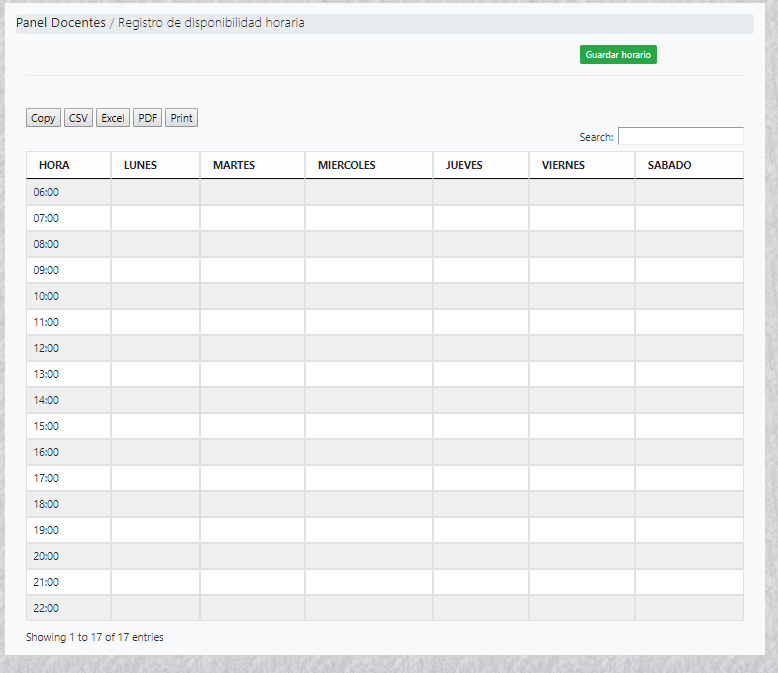 Panel Docentes / Registro de disponibilidad horaria
Guardar horario
Copy CSV Excel PDF Print
Search:
HORA LUNES MARTES MIERCOLES JUEVES VIERNES SABADO
06:00
07:00
08:00
09:00
10:00
11:00
12:00
13:00
14:00
15:00
16:00
17:00
18:00
19:00
20:00
21:00
22:00
Showing 1 to 17 of 17 entries